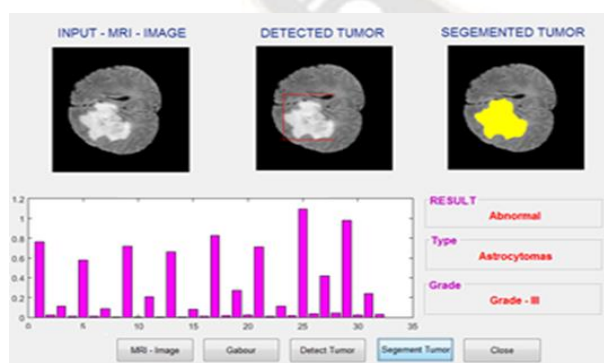 INPUT - MRI - IMAGE
DETECTED TUMOR
SEGEMENTED TUMOR
1.2
1
0.8
0.6
0.4
0.2
0
0 5 10 15 20 25 30 35
RESULT
Abnormal
Type
Astrocytomas
Grade
Grade - III
MRI - Image
Gabour
Detect Tumor
Segement Tumor
Close